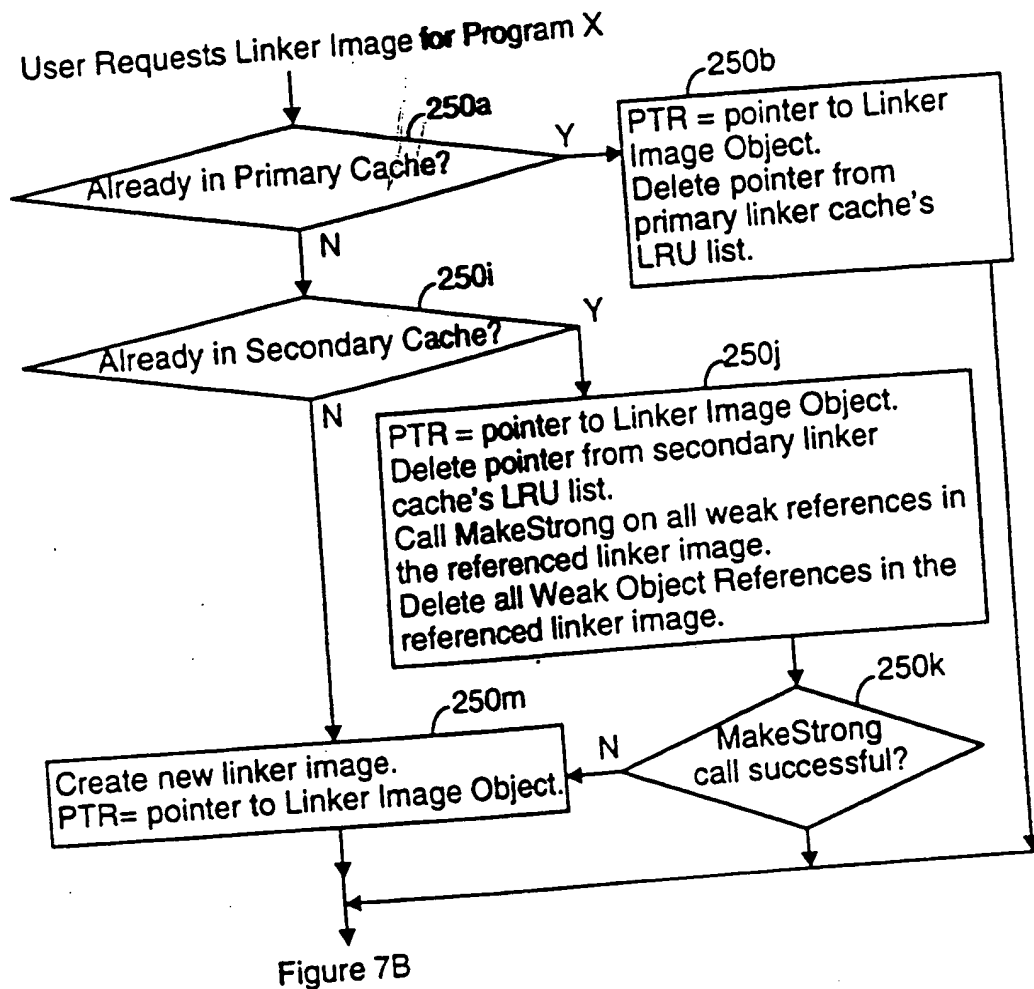 User Requests Linker Image for Program X
250a
Already in Primary Cache?
Y
N
250b
PTR = pointer to Linker
Image Object.
Delete pointer from
primary linker cache's
LRU list.
250i
Already in Secondary Cache?
Y
N
250j
PTR = pointer to Linker Image Object.
Delete pointer from secondary linker
cache's LRU list.
Call MakeStrong on all weak references in
the referenced linker image.
Delete all Weak Object References in the
referenced linker image.
250k
MakeStrong
call successful?
N
250m
Create new linker image.
PTR= pointer to Linker Image Object.
Figure 7B